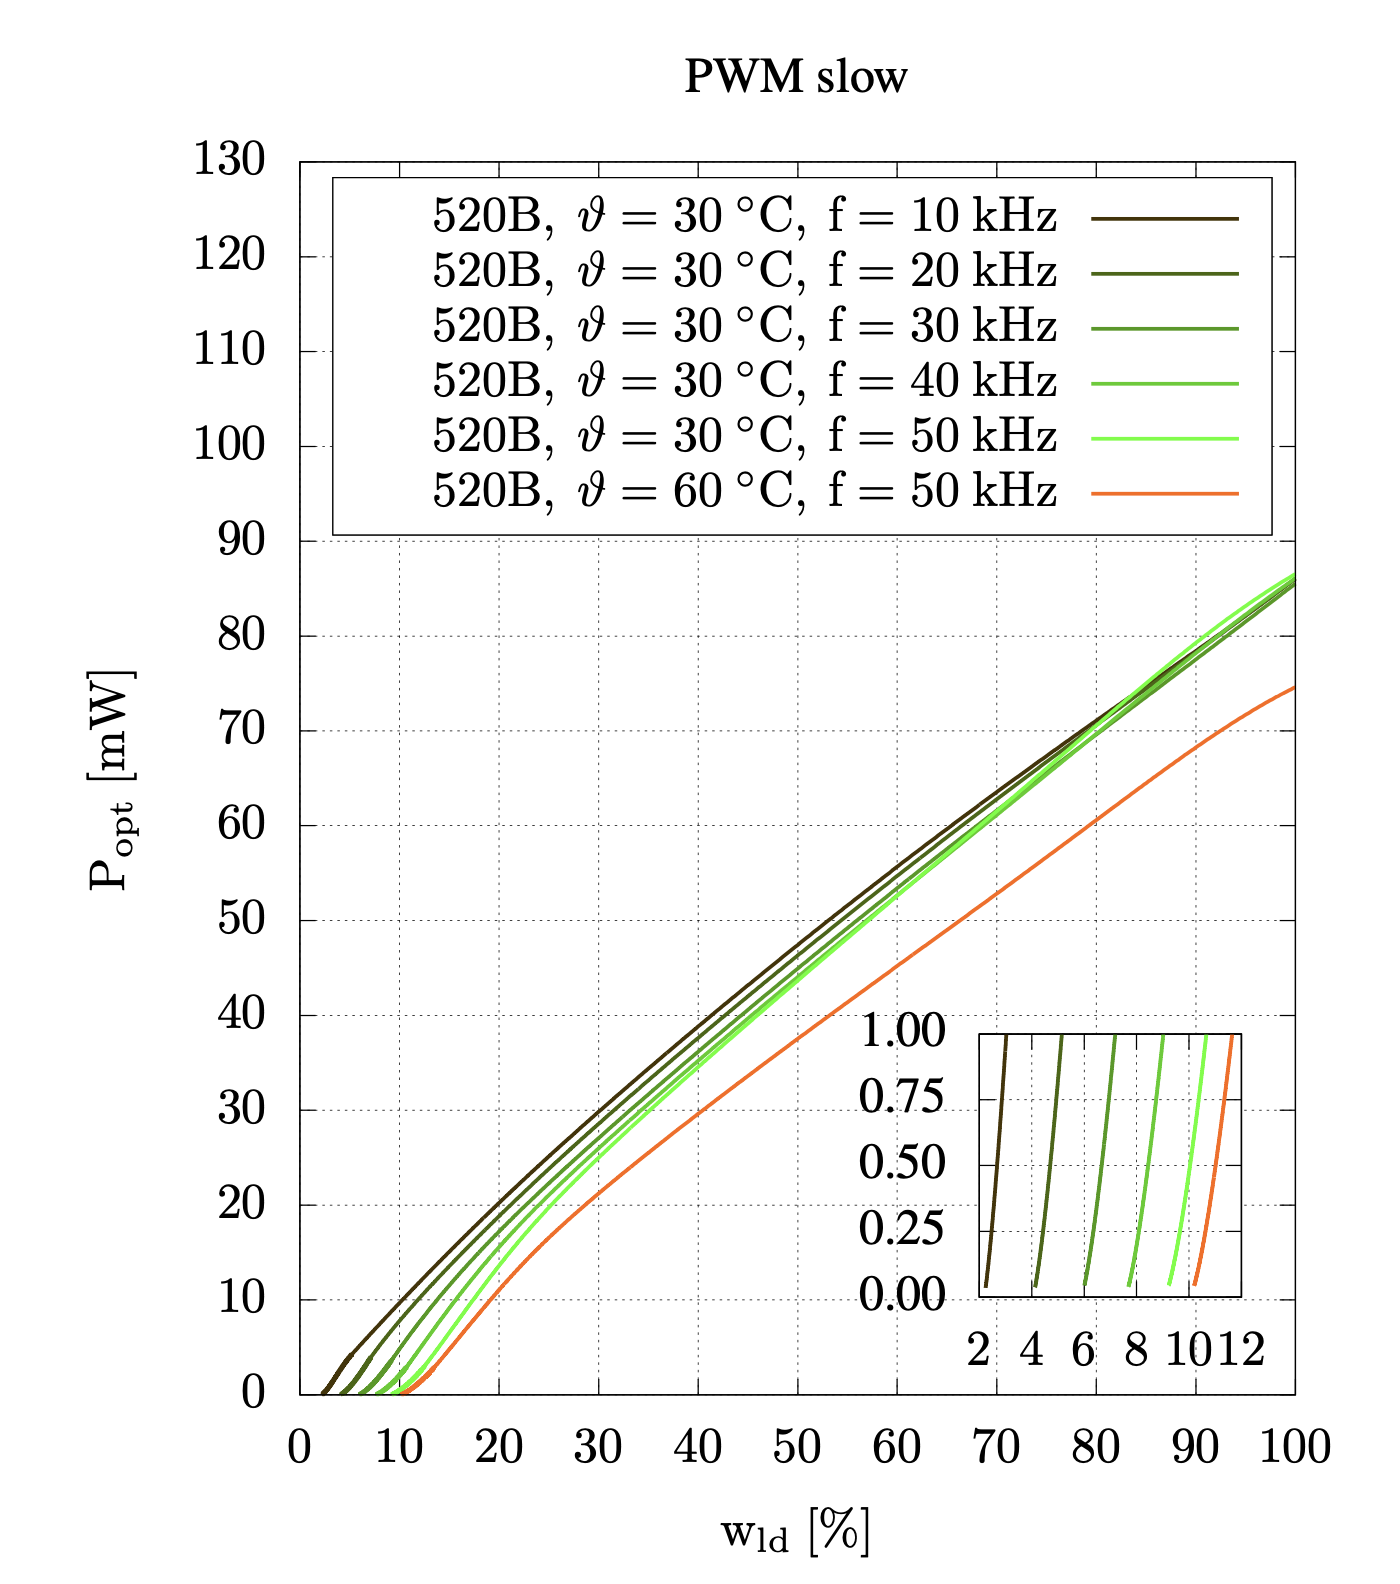 PWM slow
130
120
110
100
90
80
70
60
50
40
30
20
10
0
520B, ϑ = 30 °C, f = 10 kHz
520B, ϑ = 30 °C, f = 20 kHz
520B, ϑ = 30 °C, f = 30 kHz
520B, ϑ = 30 °C, f = 40 kHz
520B, ϑ = 30 °C, f = 50 kHz
520B, ϑ = 60 °C, f = 50 kHz
P_opt [mW]
1.00
0.75
0.50
0.25
0.00
2 4 6 8 10 12
0 10 20 30 40 50 60 70 80 90 100
w_ld [%]